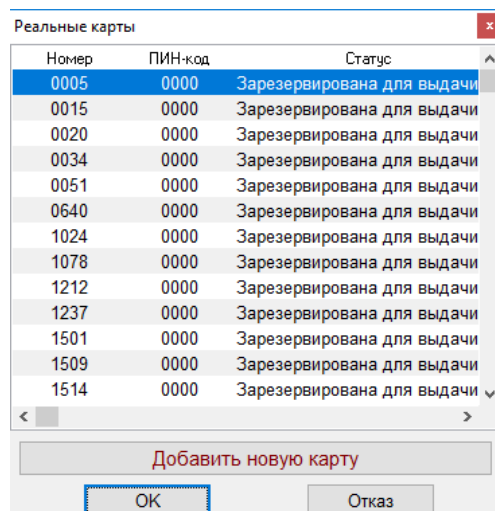 Реальные карты x
Номер ПИН-код Статус
0005 0000 Зарезервирована для выдачи
0015 0000 Зарезервирована для выдачи
0020 0000 Зарезервирована для выдачи
0034 0000 Зарезервирована для выдачи
0051 0000 Зарезервирована для выдачи
0640 0000 Зарезервирована для выдачи
1024 0000 Зарезервирована для выдачи
1078 0000 Зарезервирована для выдачи
1212 0000 Зарезервирована для выдачи
1237 0000 Зарезервирована для выдачи
1501 0000 Зарезервирована для выдачи
1509 0000 Зарезервирована для выдачи
1514 0000 Зарезервирована для выдачи
Добавить новую карту
OK Отказ